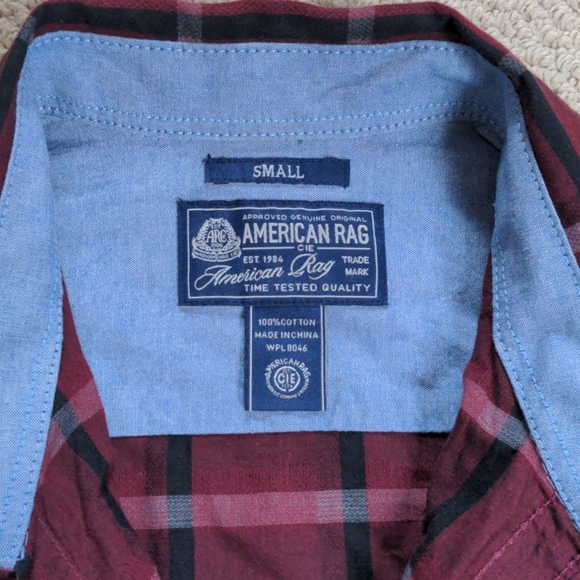 SMALL
APPROVED GENUINE ORIGINAL
ARC
AMERICAN RAG
CIE
EST 1984
TRADE
MARK
American Rag
TIME TESTED QUALITY
100% COTTON
MADE IN CHINA
WPL 8046
AMERICAN RAG
CIE